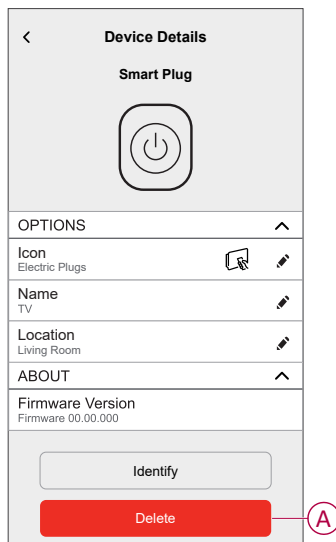 Device Details
Smart Plug
OPTIONS
Icon
Electric Plugs
Name
TV
Location
Living Room
ABOUT
Firmware Version
Firmware 00.00.000
Identify
Delete
A